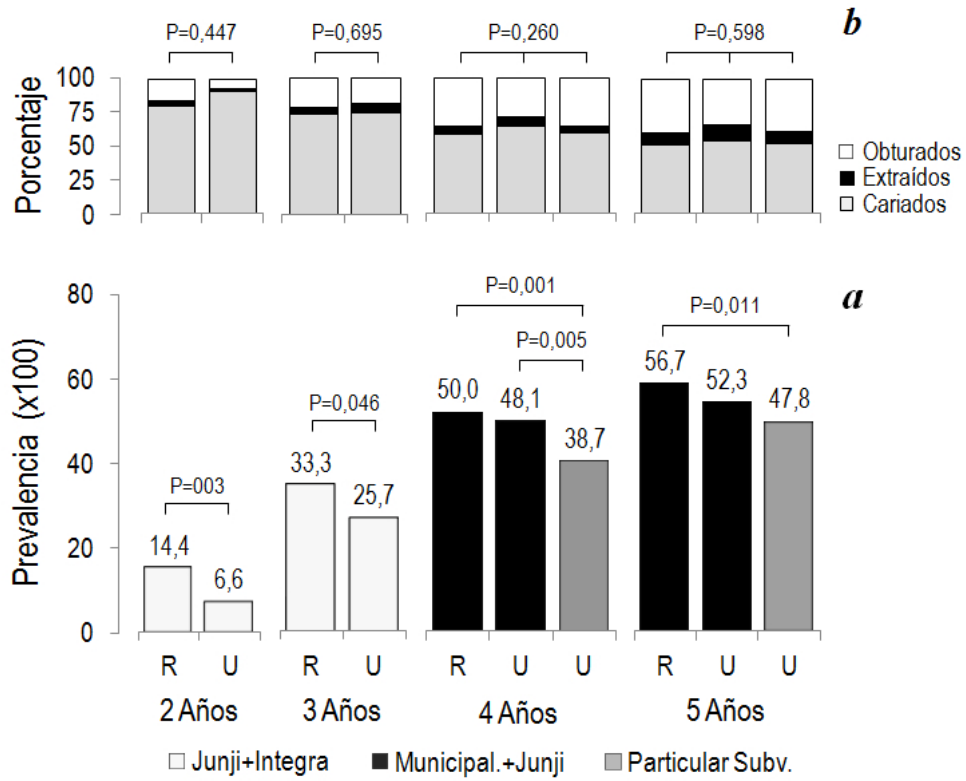 b
P=0,447 P=0,695 P=0,260 P=0,598
Porcentaje
100
75
50
25
0
Obturados
Extraídos
Cariados
a
Prevalencia (x100)
80
60
40
20
0
P=003
14,4 6,6
P=0,046
33,3 25,7
P=0,001
P=0,005
50,0 48,1 38,7
P=0,011
56,7 52,3 47,8
R U R U R U U R U U
2 Años 3 Años 4 Años 5 Años
Junji+Integra Municipal.+Junji Particular Subv.